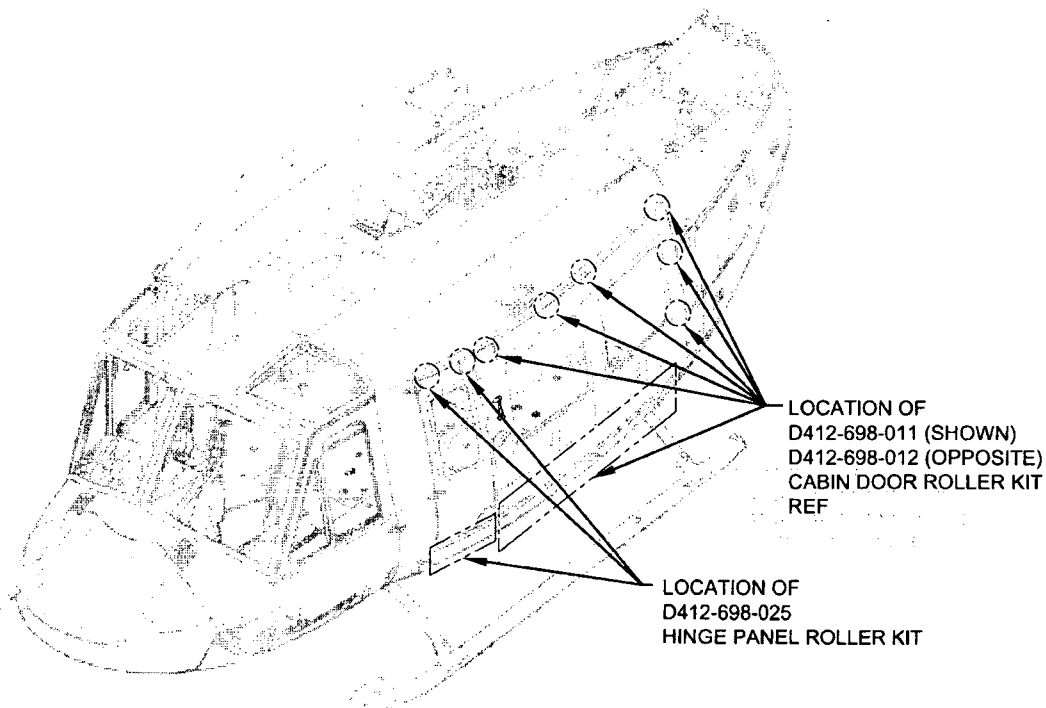 LOCATION OF
D412-698-011 (SHOWN)
D412-698-012 (OPPOSITE)
CABIN DOOR ROLLER KIT
REF
LOCATION OF
D412-698-025
HINGE PANEL ROLLER KIT